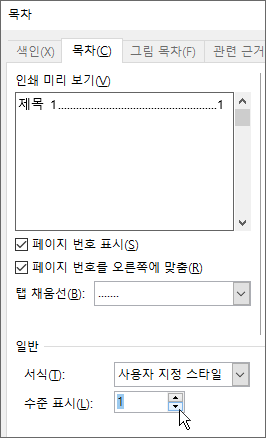 목차
색인(X) 목차(C) 그림 목차(F) 관련 근거
인쇄 미리 보기(V)
제목 1.......................................................1
페이지 번호 표시(S)
페이지 번호를 오른쪽에 맞춤(R)
탭 채움선(B): .......
일반
서식(T): 사용자 지정 스타일
수준 표시(L): 1